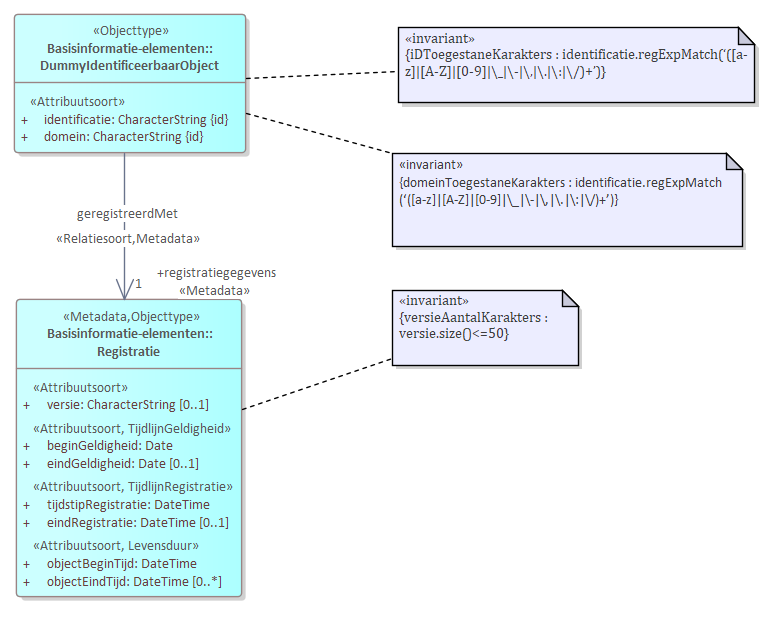 «Objecttype»
Basisinformatie-elementen::
DummyIdentificeerbaarObject
«Attribuutsoort»
+ identificatie: CharacterString {id}
+ domein: CharacterString {id}
«invariant»
{iDToegestaneKarakters : identificatie.regExpMatch(‘([a-
z]|[A-Z]|[0-9]|\_|\-|\,|\.|\:|\/)+’)}
«invariant»
{domeinToegestaneKarakters : identificatie.regExpMatch
(‘([a-z]|[A-Z]|[0-9]|\_|\-|\,|\.|\:|\/)+’)}
geregistreerdMet
«Relatiesoort,Metadata»
1
+registratiegegevens
«Metadata»
«Metadata,Objecttype»
Basisinformatie-elementen::
Registratie
«Attribuutsoort»
+ versie: CharacterString [0..1]
«Attribuutsoort, TijdlijnGeldigheid»
+ beginGeldigheid: Date
+ eindGeldigheid: Date [0..1]
«Attribuutsoort, TijdlijnRegistratie»
+ tijdstipRegistratie: DateTime
+ eindRegistratie: DateTime [0..1]
«Attribuutsoort, Levensduur»
+ objectBeginTijd: DateTime
+ objectEindTijd: DateTime [0..*]
«invariant»
{versieAantalKarakters :
versie.size()<=50}